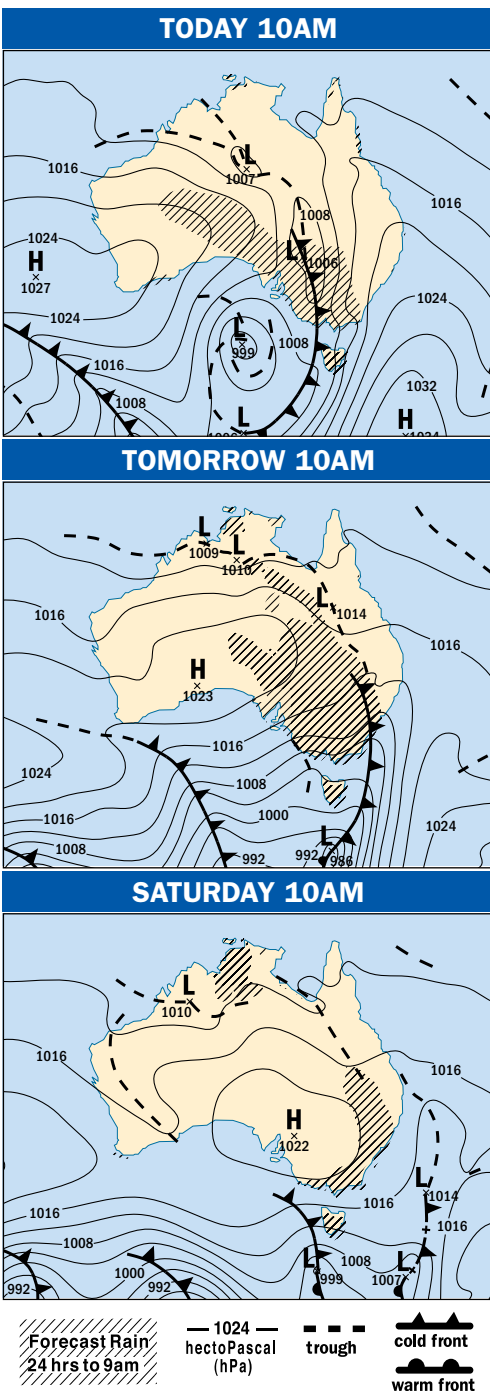 TODAY 10AM
L
1007
1016
1016
1008
1024
L
1006
H
1027
1024
1024
L
999
1008
1016
1032
1008
L
H
1034
TOMORROW 10AM
L
1009
L
1010
L
1014
1016
1016
H
1023
1016
1024
1008
1016
1000
1024
L
1008
992
992
986
SATURDAY 10AM
L
1010
1016
1016
H
1022
L
1014
1016
1016
1016
1008
1008
L
L
1000
999
1007
992
992
Forecast Rain
24 hrs to 9am
1024
hectoPascal
(hPa)
trough
cold front
warm front